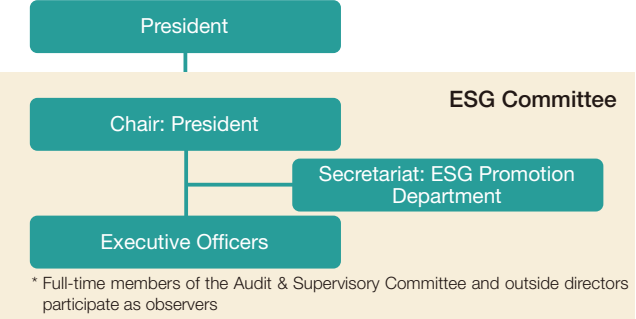 President
ESG Committee
Chair: President
Secretariat: ESG Promotion
Department
Executive Officers
* Full-time members of the Audit & Supervisory Committee and outside directors
participate as observers